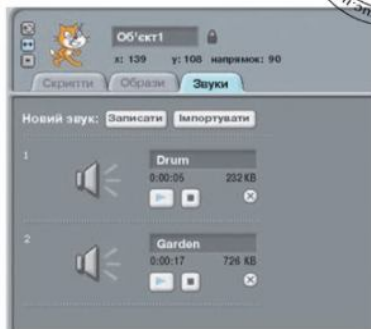 Об'єкт1
x: 139 y: 108 напрямок: 90
Скрипти Образи Звуки
Новий звук: Записати Імпортувати
1
Drum
0:00:05 232 KB
2
Garden
0:00:17 726 KB